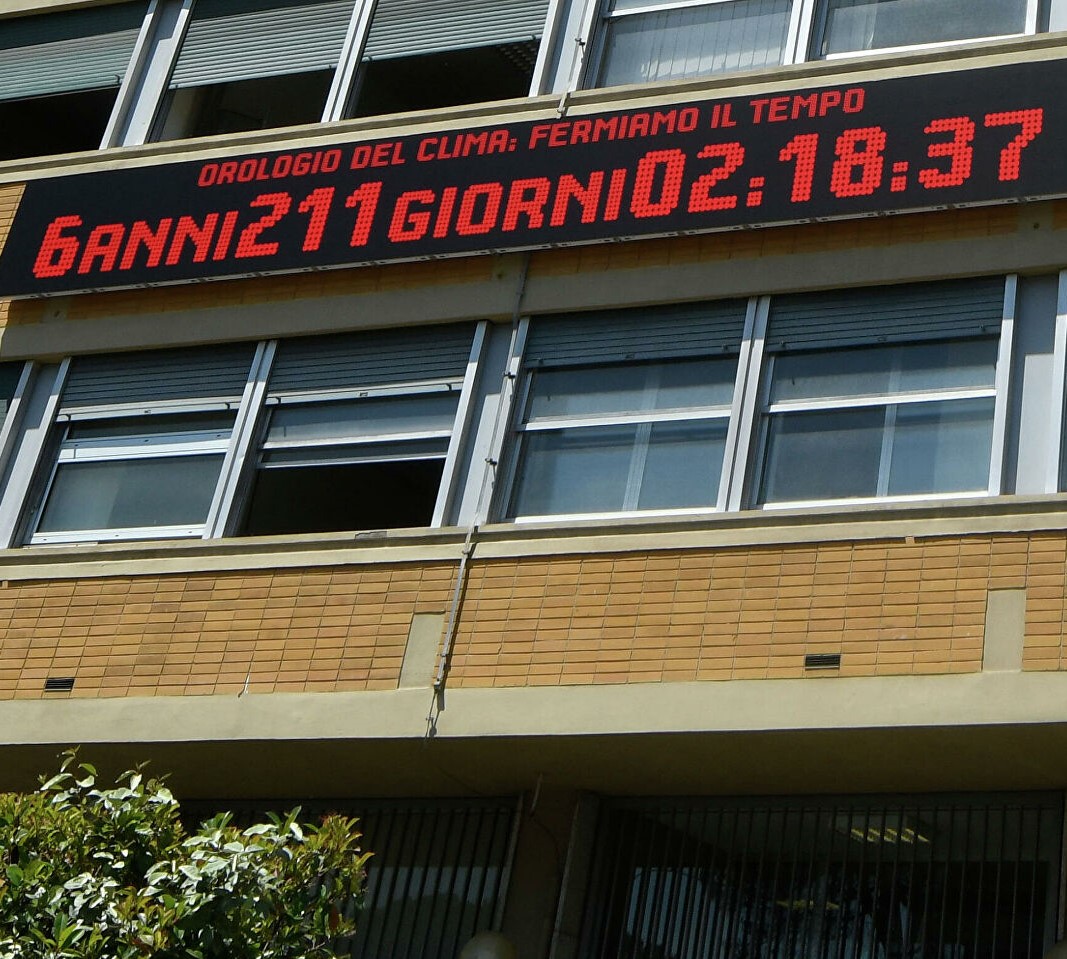 OROLOGIO DEL CLIMA: FERMIAMO IL TEMPO
6ANNI211GIORNI02:18:37